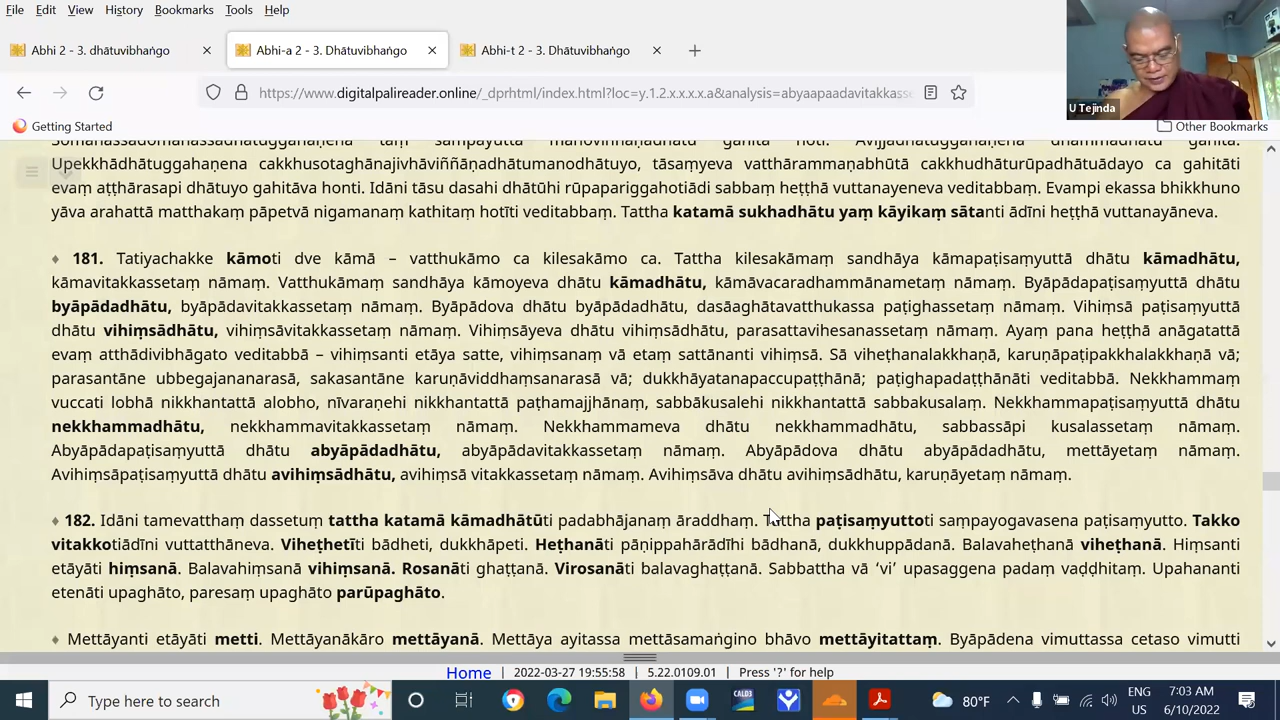 File Edit View History Bookmarks Tools Help
Abhi 2 - 3. dhātuvibhaṅgo
Abhi-a 2 - 3. Dhātuvibhaṅgo
Abhi-t 2 - 3. Dhātuvibhaṅgo
https://www.digitalpalireader.online/_dprhtml/index.html?loc=y.1.2.x.x.x.x.a&analysis=abyaapaadavitakkasse
U Tejinda
Getting Started
Other Bookmarks
Somanassadomanassadhātuggahaṇena taṃ sampayuttā manoviññāṇadhātu gahitā hoti. Avijjādhātuggahaṇena dhammadhātu gahitā.
Upekkhādhātuggahaṇena cakkhusotaghānajivhāviññāṇadhātumanodhātuyo, tāsaṃyeva vatthārammaṇabhūtā cakkhudhāturūpadhātuādayo ca gahitāti
evaṃ aṭṭhārasapi dhātuyo gahitāva honti. Idāni tāsu dasahi dhātūhi rūpapariggahotiādi sabbaṃ heṭṭhā vuttanayeneva veditabbaṃ. Evampi ekassa bhikkhuno
yāva arahattā matthakaṃ pāpetvā nigamanaṃ kathitaṃ hotīti veditabbaṃ. Tattha katamā sukhadhātu yaṃ kāyikaṃ sātanti ādīni heṭṭhā vuttanayāneva.
♦ 181. Tatiyachakke kāmoti dve kāmā – vatthukāmo ca kilesakāmo ca. Tattha kilesakāmaṃ sandhāya kāmapaṭisaṃyuttā dhātu kāmadhātu,
kāmavitakkassetaṃ nāmaṃ. Vatthukāmaṃ sandhāya kāmoyeva dhātu kāmadhātu, kāmāvacaradhammānametaṃ nāmaṃ. Byāpādapaṭisaṃyuttā dhātu
byāpādadhātu, byāpādavitakkassetaṃ nāmaṃ. Byāpādova dhātu byāpādadhātu, dasāaghātavatthukassa paṭighassetaṃ nāmaṃ. Vihiṃsā paṭisaṃyuttā
dhātu vihiṃsādhātu, vihiṃsāvitakkassetaṃ nāmaṃ. Vihiṃsāyeva dhātu vihiṃsādhātu, parasattavihesanassetaṃ nāmaṃ. Ayaṃ pana heṭṭhā anāgatattā
evaṃ atthādivibhāgato veditabbā – vihiṃsanti etāya satte, vihiṃsanaṃ vā etaṃ sattānanti vihiṃsā. Sā viheṭhanalakkhaṇā, karuṇāpaṭipakkhalakkhaṇā vā;
parasantāne ubbegajananarasā, sakasantāne karuṇāviddhaṃsanarasā vā; dukkhāyatanapaccupaṭṭhānā; paṭighapadaṭṭhānāti veditabbā. Nekkhammaṃ
vuccati lobhā nikkhantattā alobho, nīvaraṇehi nikkhantattā paṭhamajjhānaṃ, sabbākusalehi nikkhantattā sabbakusalaṃ. Nekkhammapaṭisaṃyuttā dhātu
nekkhammadhātu, nekkhammavitakkassetaṃ nāmaṃ. Nekkhammameva dhātu nekkhammadhātu, sabbassāpi kusalassetaṃ nāmaṃ.
Abyāpādapaṭisaṃyuttā dhātu abyāpādadhātu, abyāpādavitakkassetaṃ nāmaṃ. Abyāpādova dhātu abyāpādadhātu, mettāyetaṃ nāmaṃ.
Avihiṃsāpaṭisaṃyuttā dhātu avihiṃsādhātu, avihiṃsā vitakkassetaṃ nāmaṃ. Avihiṃsāva dhātu avihiṃsādhātu, karuṇāyetaṃ nāmaṃ.
♦ 182. Idāni tamevatthaṃ dassetuṃ tattha katamā kāmadhātūti padabhājanaṃ āraddhaṃ. Tattha paṭisaṃyuttoti saṃpayogavasena paṭisaṃyutto. Takko
vitakkotiādīni vuttatthāneva. Viheṭhetīti bādheti, dukkhāpeti. Heṭhanāti pāṇippahārādīhi bādhanā, dukkhuppādanā. Balavaheṭhanā viheṭhanā. Hiṃsanti
etāyāti hiṃsanā. Balavahiṃsanā vihiṃsanā. Rosanāti ghaṭṭanā. Virosanāti balavaghaṭṭanā. Sabbattha vā ‘vi’ upasaggena padaṃ vaḍḍhitaṃ. Upahananti
etenāti upaghāto, paresaṃ upaghāto parūpaghāto.
♦ Mettāyanti etāyāti metti. Mettāyanākāro mettāyanā. Mettāya ayitassa mettāsamaṅgino bhāvo mettāyitattaṃ. Byāpādena vimuttassa cetaso vimutti
Home | 2022-03-27 19:55:58 | 5.22.0109.01 | Press '?' for help
Type here to search
CALD3
80°F
ENG
US
7:03 AM
6/10/2022